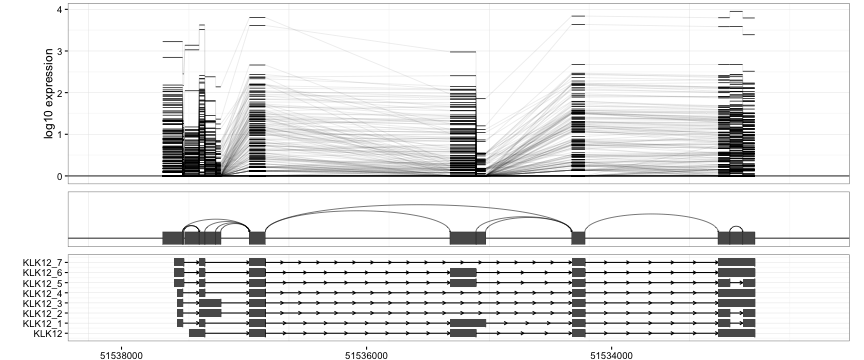 4
3
2
1
0
log10 expression
KLK12_7
KLK12_6
KLK12_5
KLK12_4
KLK12_3
KLK12_2
KLK12_1
KLK12
51538000 51536000 51534000